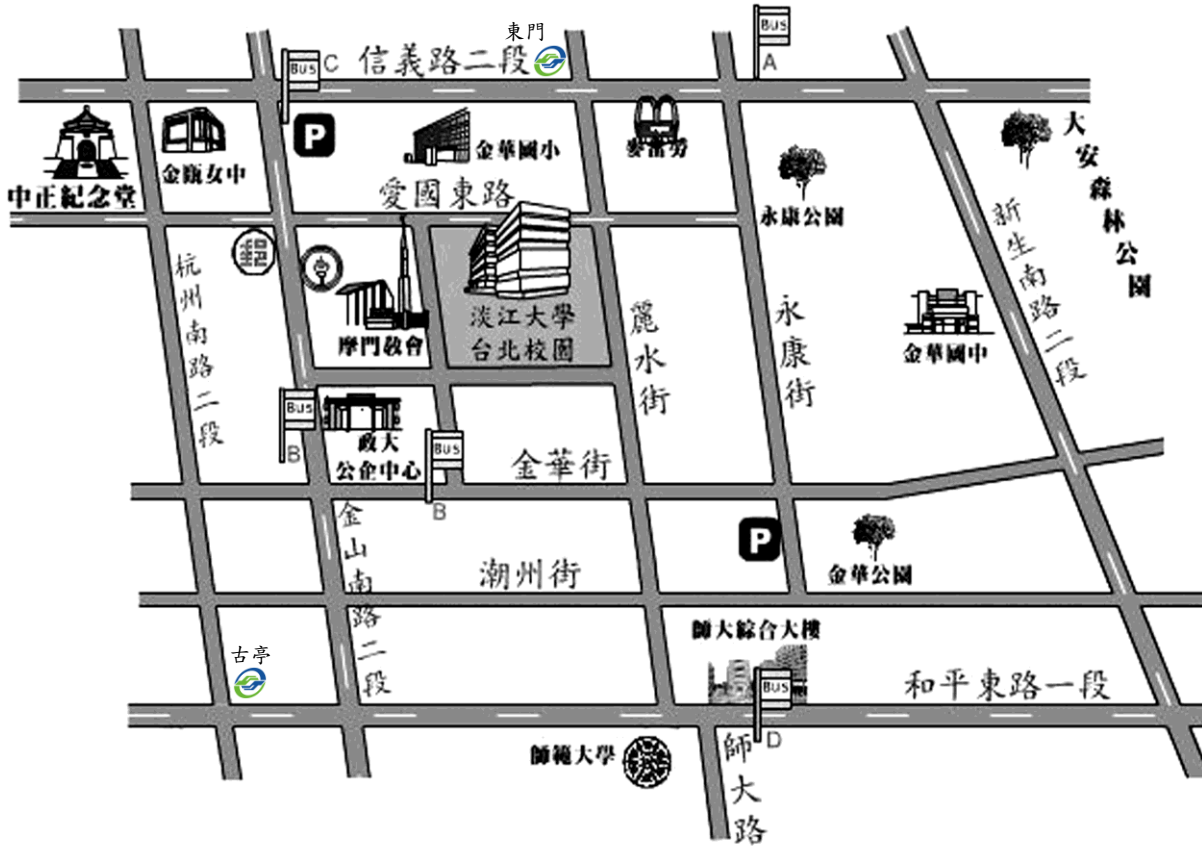 東門
信義路二段
BUS
C
BUS
A
P
金甌女中
中正紀念堂
金華國小
麥當勞
愛國東路
永康公園
大安森林公園
新生南路二段
杭州南路二段
摩門教會
淡江大學
台北校園
麗水街
永康街
金華國中
BUS
B
政大
公企中心
BUS
B
金華街
金山南路二段
P
金華公園
潮州街
師大綜合大樓
古亭
和平東路一段
BUS
D
師範大學
師大路